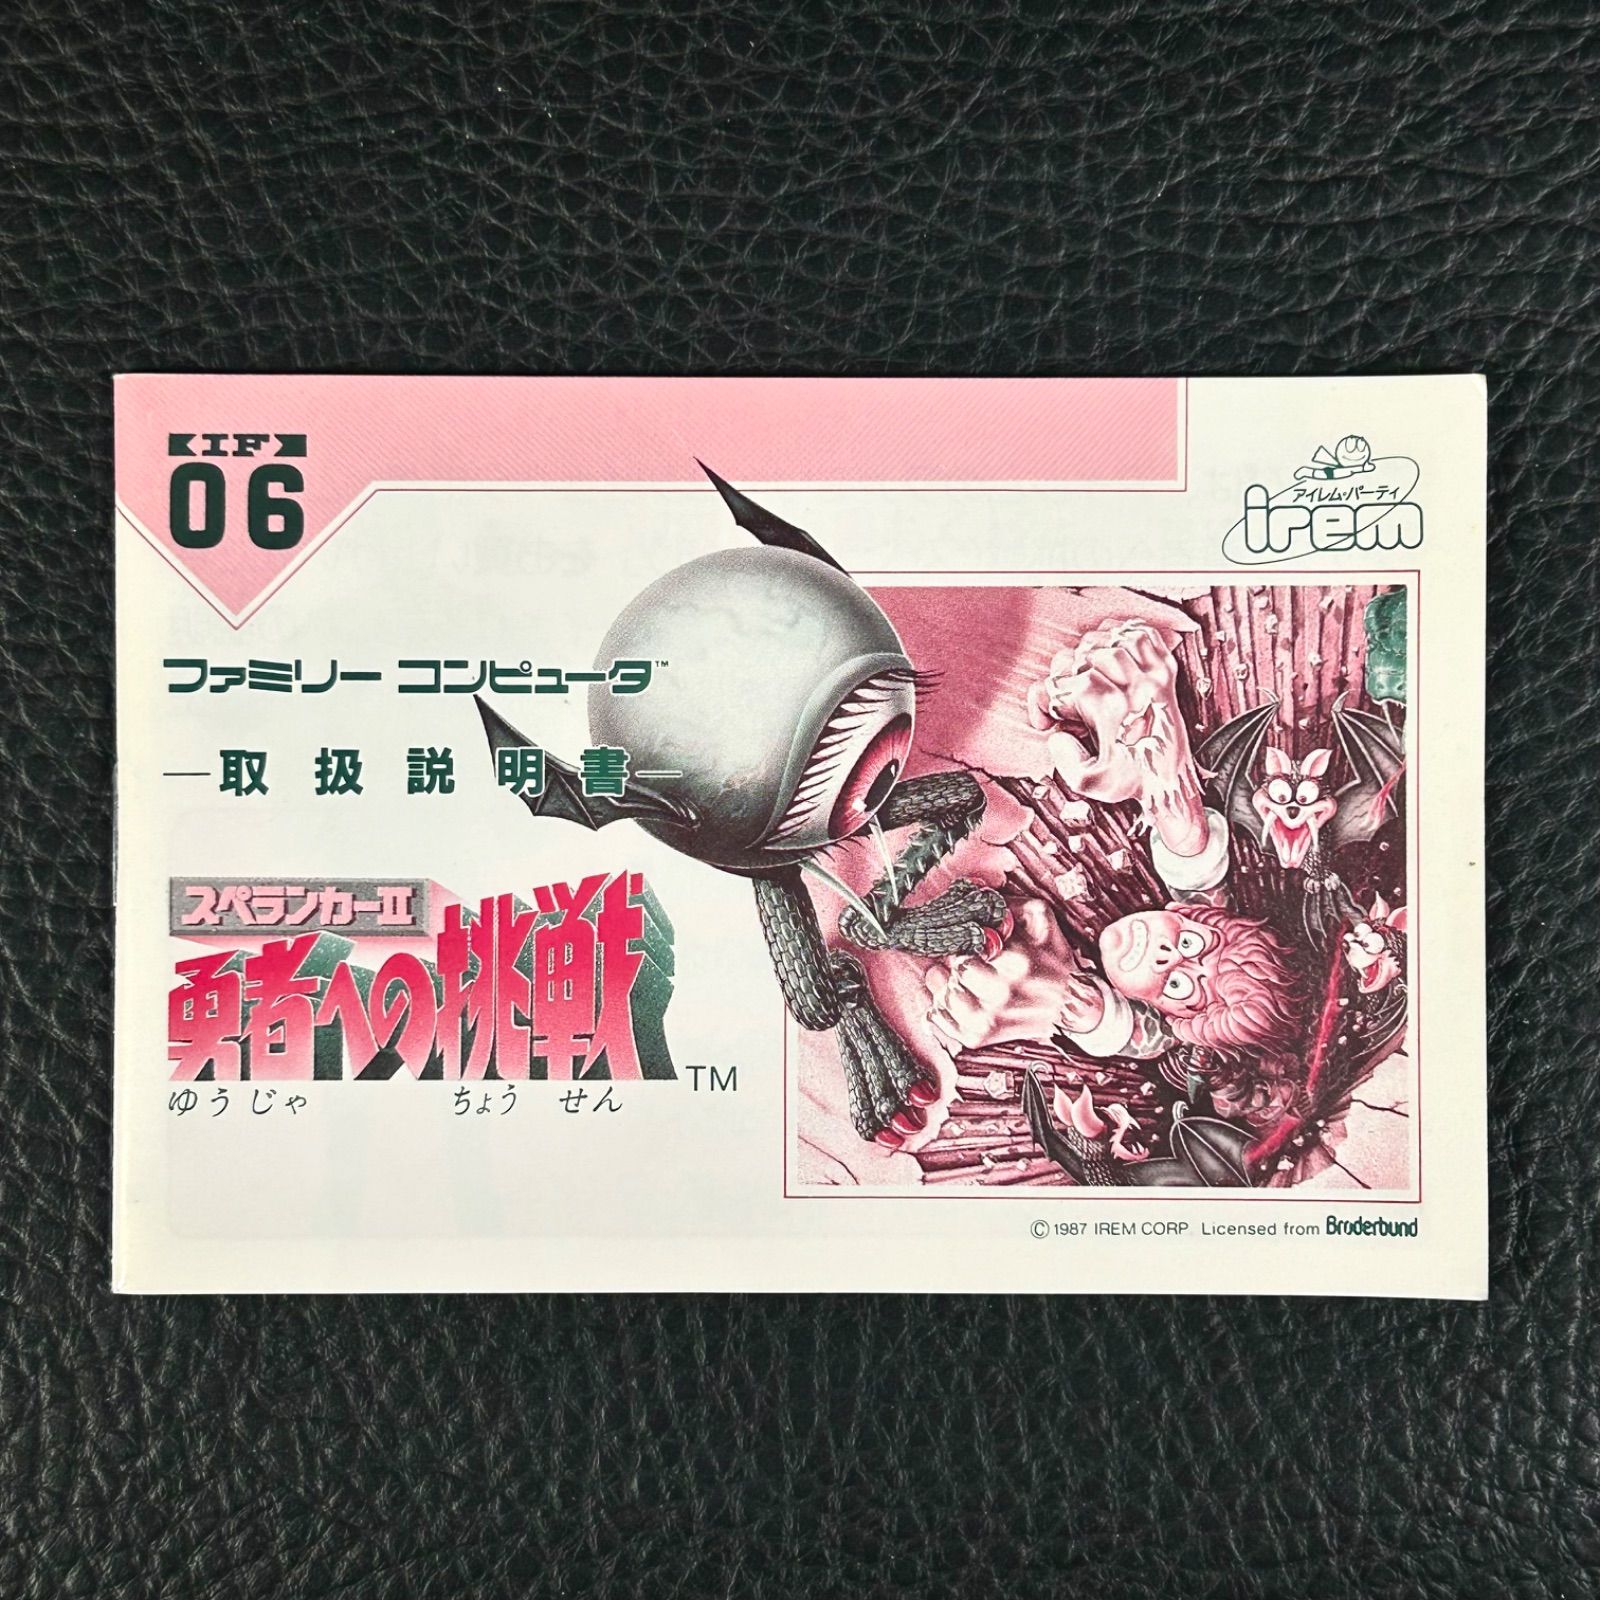 IF
06
アイレム・パーティ
irem
ファミリー コンピュータ™
—取扱説明書—
スペランカーII
勇者への挑戦
TM
ゆうじゃ ちょう せん
© 1987 IREM CORP. Licensed from Brøderbund